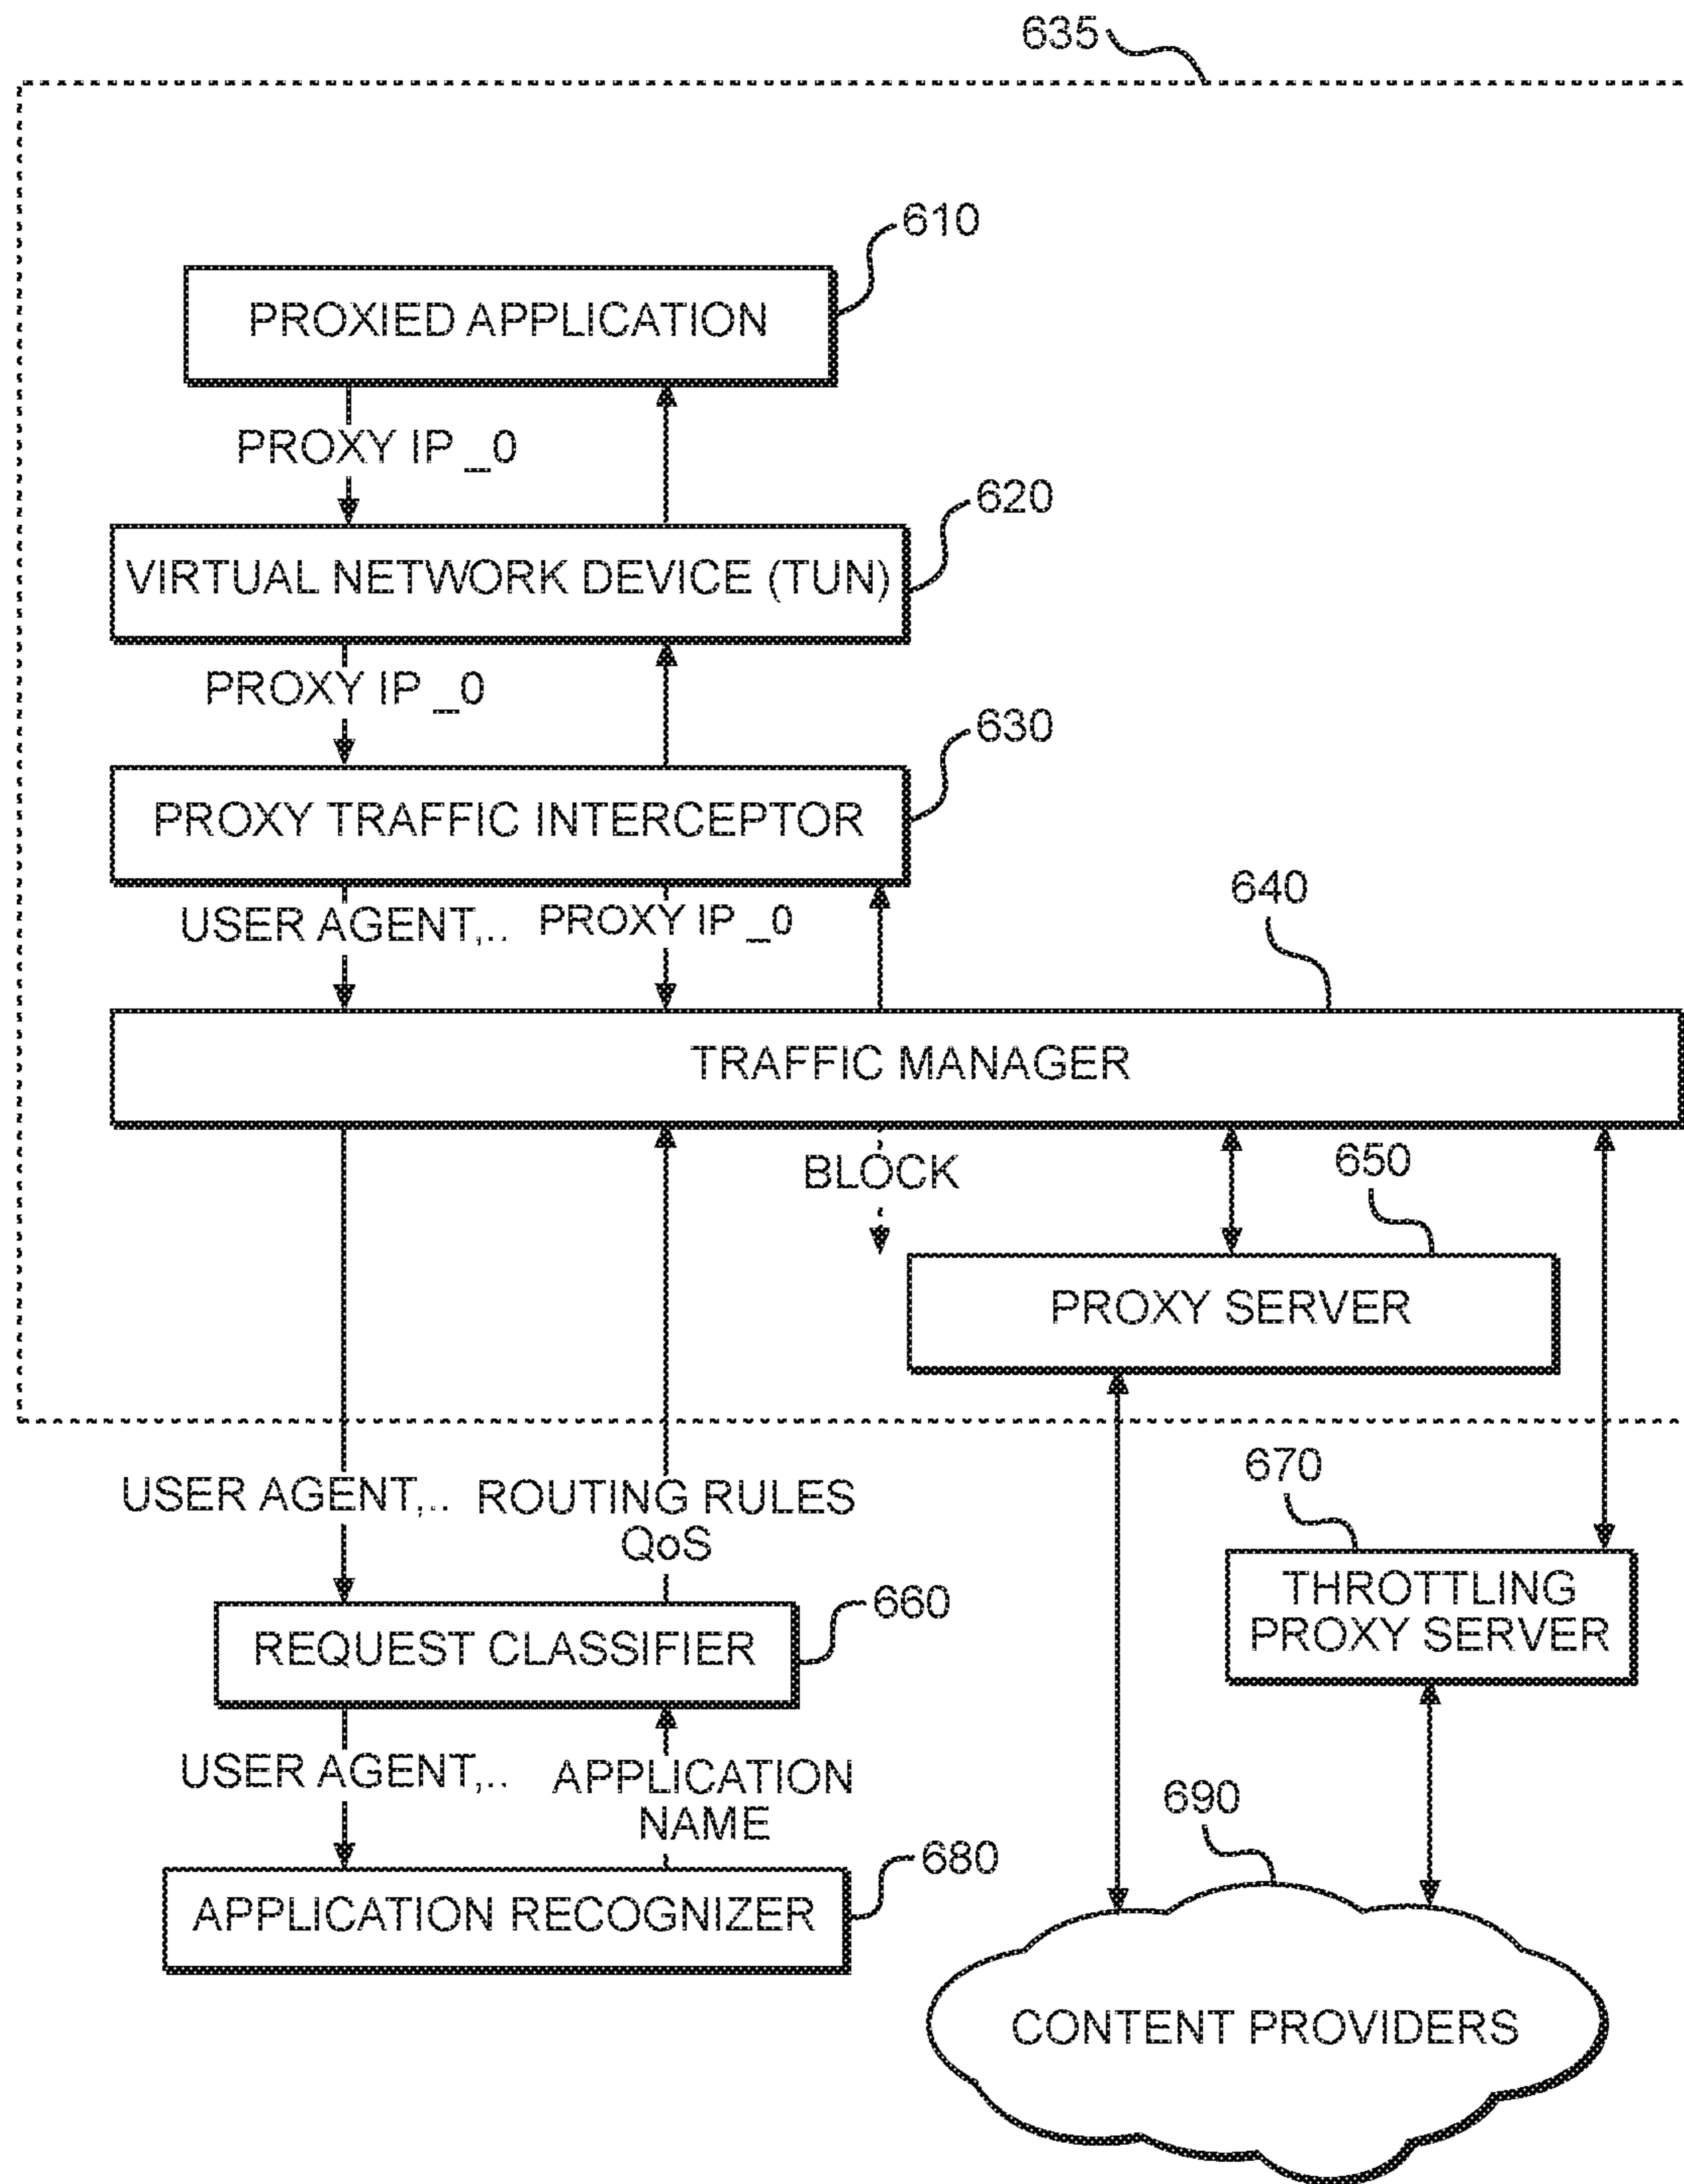 635
610
PROXIED APPLICATION
PROXY IP _0
620
VIRTUAL NETWORK DEVICE (TUN)
PROXY IP _0
630
PROXY TRAFFIC INTERCEPTOR
USER AGENT,..
PROXY IP _0
640
TRAFFIC MANAGER
BLOCK
650
PROXY SERVER
USER AGENT,..
ROUTING RULES
QoS
670
THROTTLING
PROXY SERVER
660
REQUEST CLASSIFIER
USER AGENT,..
APPLICATION
NAME
690
680
APPLICATION RECOGNIZER
CONTENT PROVIDERS